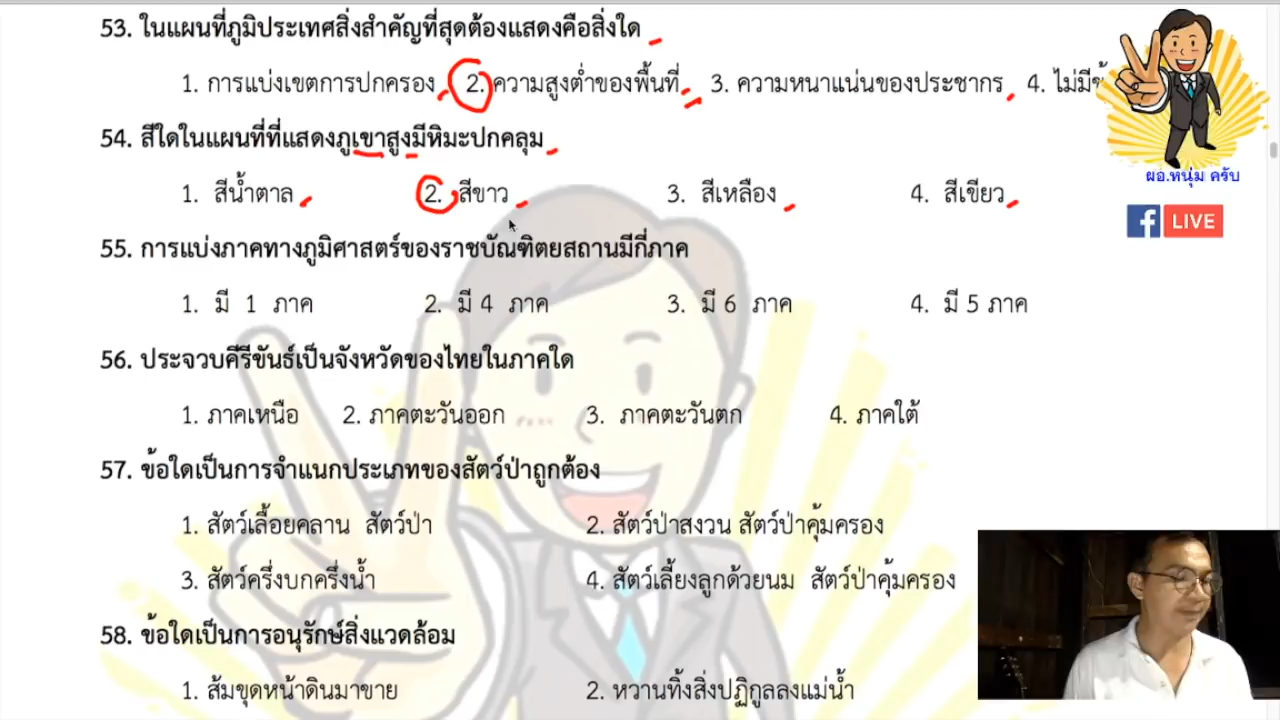 53. ในแผนที่ภูมิประเทศสิ่งสำคัญที่สุดต้องแสดงคือสิ่งใด
1. การแบ่งเขตการปกครอง 2. ความสูงต่ำของพื้นที่ 3. ความหนาแน่นของประชากร 4. ไม่มี
54. สีใดในแผนที่ที่แสดงภูเขาสูงมีหิมะปกคลุม
1. สีน้ำตาล 2. สีขาว 3. สีเหลือง 4. สีเขียว
ผอ.หนุ่ม ครับ
f LIVE
55. การแบ่งภาคทางภูมิศาสตร์ของราชบัณฑิตยสถานมีกี่ภาค
1. มี 1 ภาค 2. มี 4 ภาค 3. มี 6 ภาค 4. มี 5 ภาค
56. ประจวบคีรีขันธ์เป็นจังหวัดของไทยในภาคใด
1. ภาคเหนือ 2. ภาคตะวันออก 3. ภาคตะวันตก 4. ภาคใต้
57. ข้อใดเป็นการจำแนกประเภทของสัตว์ป่าถูกต้อง
1. สัตว์เลื้อยคลาน สัตว์ป่า 2. สัตว์ป่าสงวน สัตว์ป่าคุ้มครอง
3. สัตว์ครึ่งบกครึ่งน้ำ 4. สัตว์เลี้ยงลูกด้วยนม สัตว์ป่าคุ้มครอง
58. ข้อใดเป็นการอนุรักษ์สิ่งแวดล้อม
1. ส้มขุดหน้าดินมาขาย 2. หวานทิ้งสิ่งปฏิกูลลงแม่น้ำ